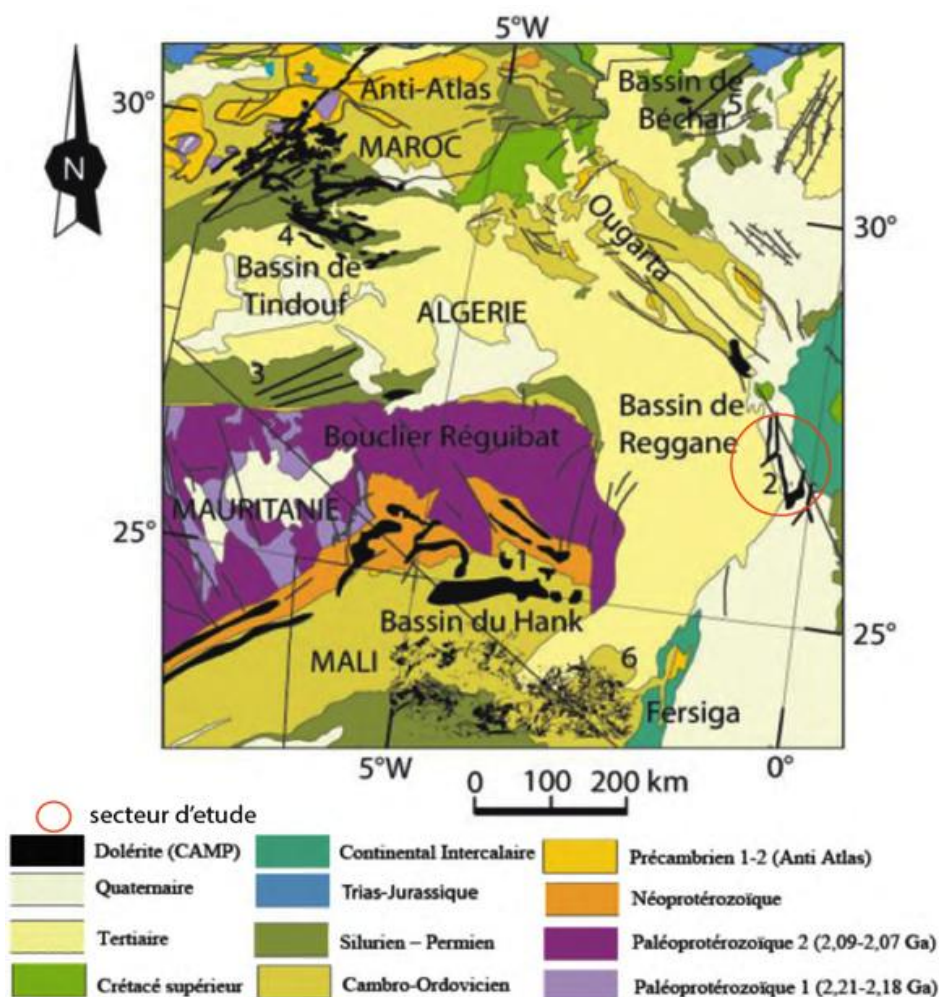 5°W
30°
Anti-Atlas
MAROC
Bassin de
Béchar
5
N
30°
Ougarta
4
Bassin de
Tindouf
ALGERIE
3
Bassin de
Reggane
Bouclier Réguibat
2
MAURITANIE
25°
1
Bassin du Hank
25°
MALI
6
Fersiga
5°W
0 100 200 km
0°
secteur d'etude
Dolérite (CAMP)
Continental Intercalaire
Précambrien 1-2 (Anti Atlas)
Quaternaire
Trias-Jurassique
Néoprotérozoïque
Tertiaire
Silurien – Permien
Paléoprotérozoïque 2 (2,09-2,07 Ga)
Crétacé supérieur
Cambro-Ordovicien
Paléoprotérozoïque 1 (2,21-2,18 Ga)